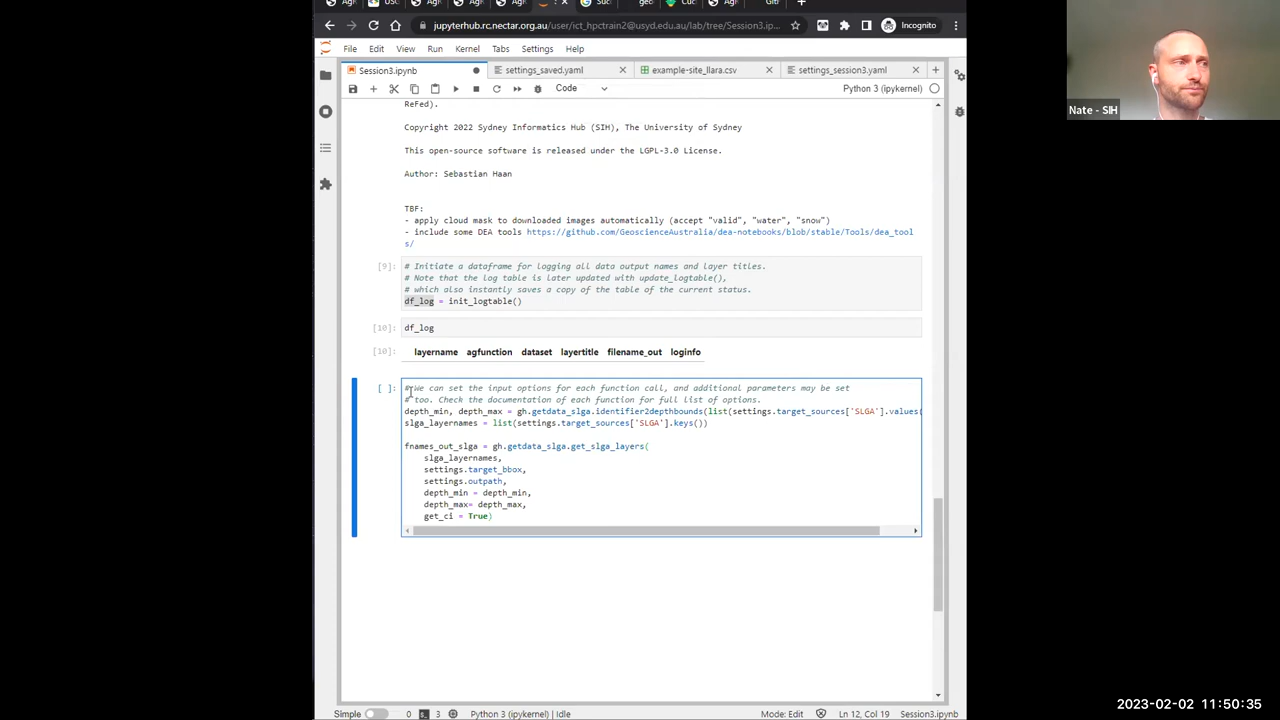 jupyterhub.rc.nectar.org.au/user/ict_hpctrain2@usyd.edu.au/lab/tree/Session3.ip...
Incognito
File Edit View Run Kernel Tabs Settings Help
Session3.ipynb
settings_saved.yaml
example-site_llara.csv
settings_session3.yaml
Code
Python 3 (ipykernel)
Nate - SIH
ReFed).
Copyright 2022 Sydney Informatics Hub (SIH), The University of Sydney
This open-source software is released under the LGPL-3.0 License.
Author: Sebastian Haan
TBF:
- apply cloud mask to downloaded images automatically (accept "valid", "water", "snow")
- include some DEA tools https://github.com/GeoscienceAustralia/dea-notebooks/blob/stable/Tools/dea_tool
s/
[9]: # Initiate a dataframe for logging all data output names and layer titles.
# Note that the log table is later updated with update_logtable(),
# which also instantly saves a copy of the table of the current status.
df_log = init_logtable()
[10]: df_log
[10]: layername agfunction dataset layertitle filename_out loginfo
[ ]: # We can set the input options for each function call, and additional parameters may be set
# too. Check the documentation of each function for full list of options.
depth_min, depth_max = gh.getdata_slga.identifier2depthbounds(list(settings.target_sources['SLGA'].values(
slga_layernames = list(settings.target_sources['SLGA'].keys())
fnames_out_slga = gh.getdata_slga.get_slga_layers(
slga_layernames,
settings.target_bbox,
settings.outpath,
depth_min = depth_min,
depth_max= depth_max,
get_ci = True)
Simple 0 3 Python 3 (ipykernel) | Idle Mode: Edit Ln 12, Col 19 Session3.ipynb
2023-02-02 11:50:35